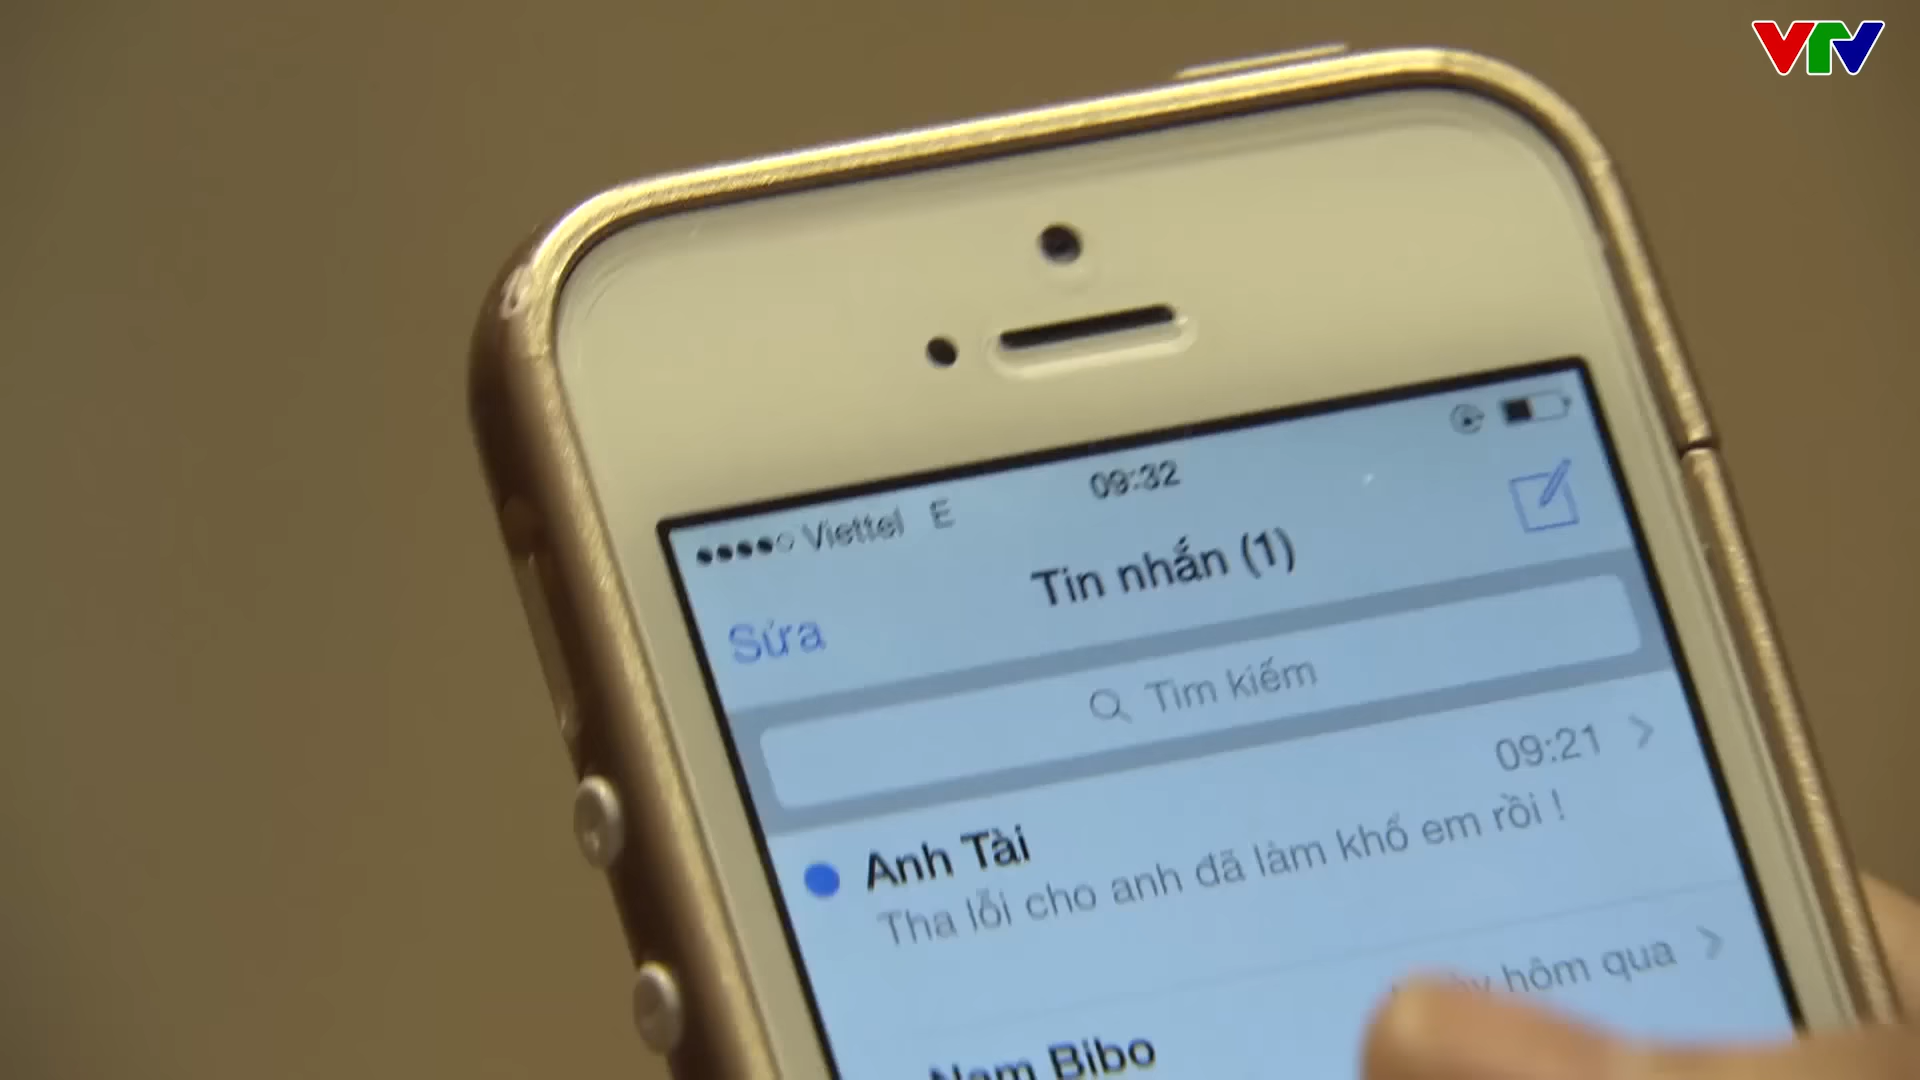 VTV
Viettel E 09:32
Sửa Tin nhắn (1)
Tìm kiếm
Anh Tài 09:21
Tha lỗi cho anh đã làm khổ em rồi !
hôm qua
Nam Bibo